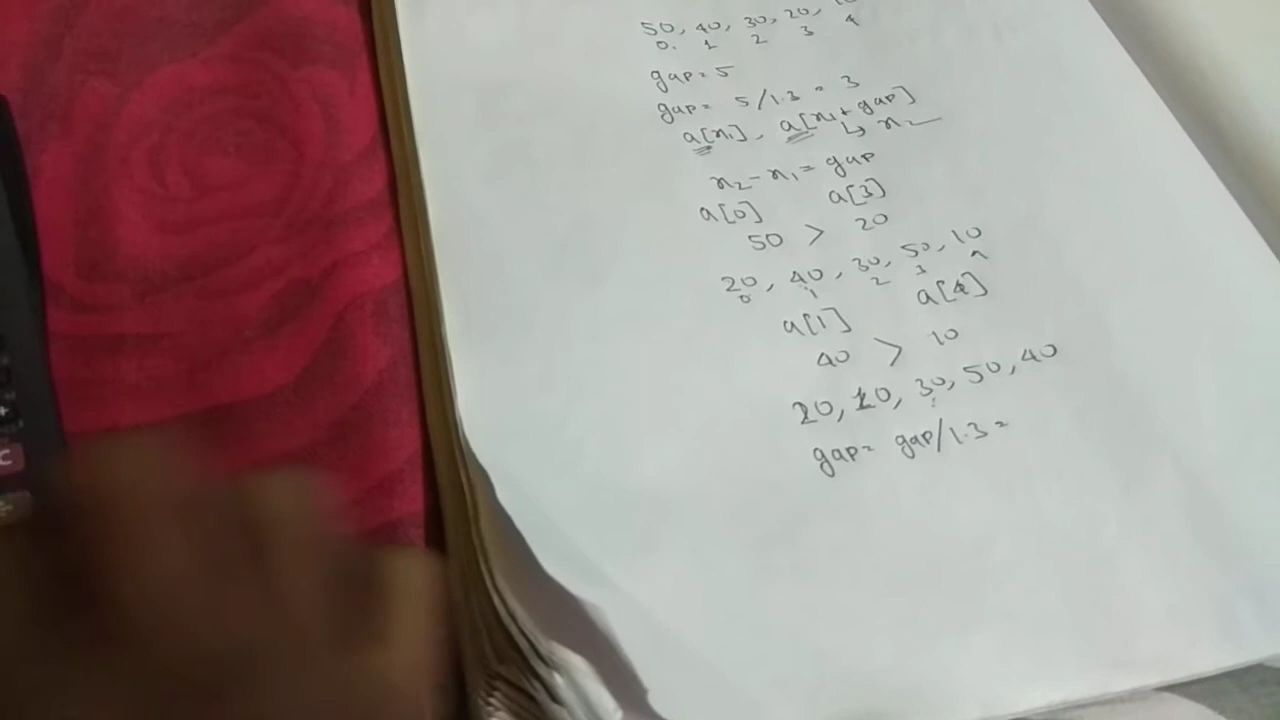 50, 40, 30, 20,
0. 1 2 3 4
gap = 5
gap = 5/1.3 = 3
a[x₁], a[x₁+gap]
↳ x₂
x₂-x₁ = gap
a[0] a[3]
50 > 20
20, 40, 30, 50, 10
0 1 2 3 4
a[1] a[4]
40 > 10
20, 10, 30, 50, 40
gap = gap/1.3 =
C